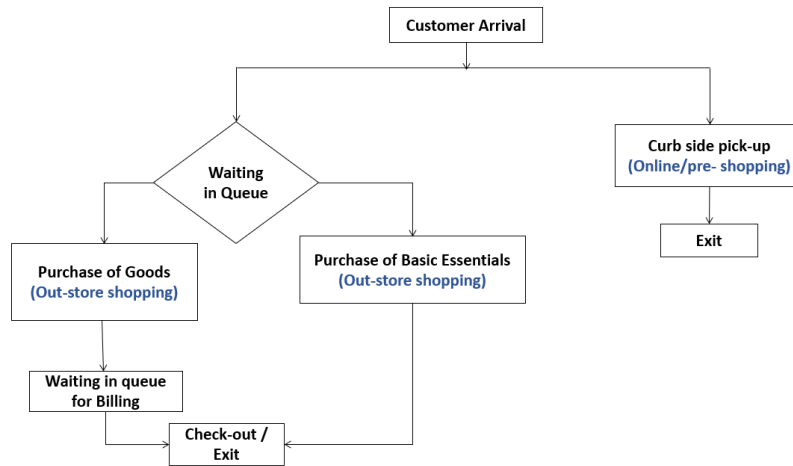 Customer Arrival
Waiting
in Queue
Curb side pick-up
(Online/pre- shopping)
Exit
Purchase of Goods
(Out-store shopping)
Purchase of Basic Essentials
(Out-store shopping)
Waiting in queue
for Billing
Check-out /
Exit